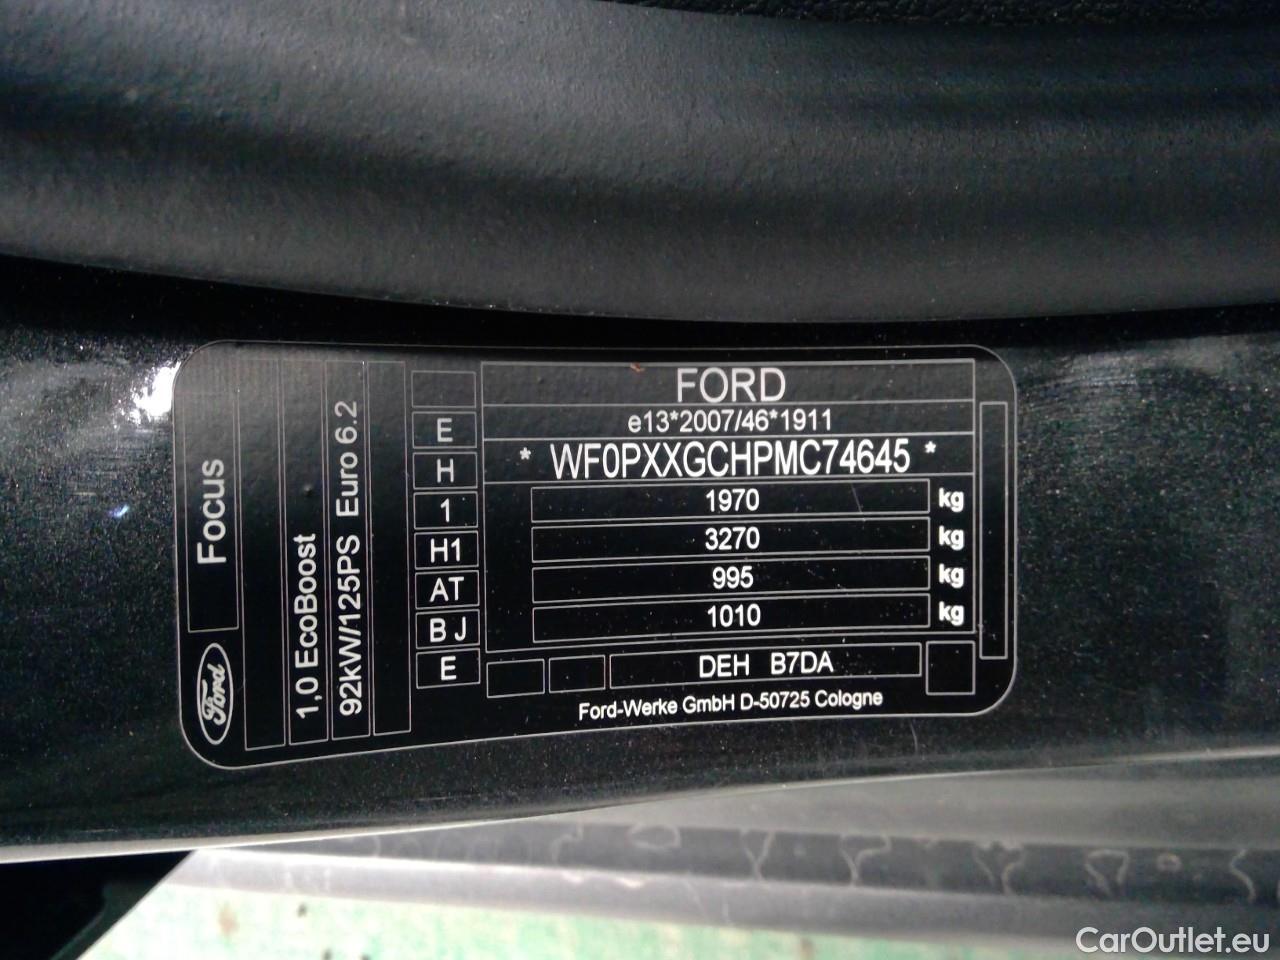 Ford
Focus
1,0 EcoBoost
92kW/125PS Euro 6.2
E
H
1
H1
AT
B J
E
FORD
e13*2007/46*1911
* WF0PXXGCHPMC74645 *
1970 kg
3270 kg
995 kg
1010 kg
DEH B7DA
Ford-Werke GmbH D-50725 Cologne
CarOutlet.eu